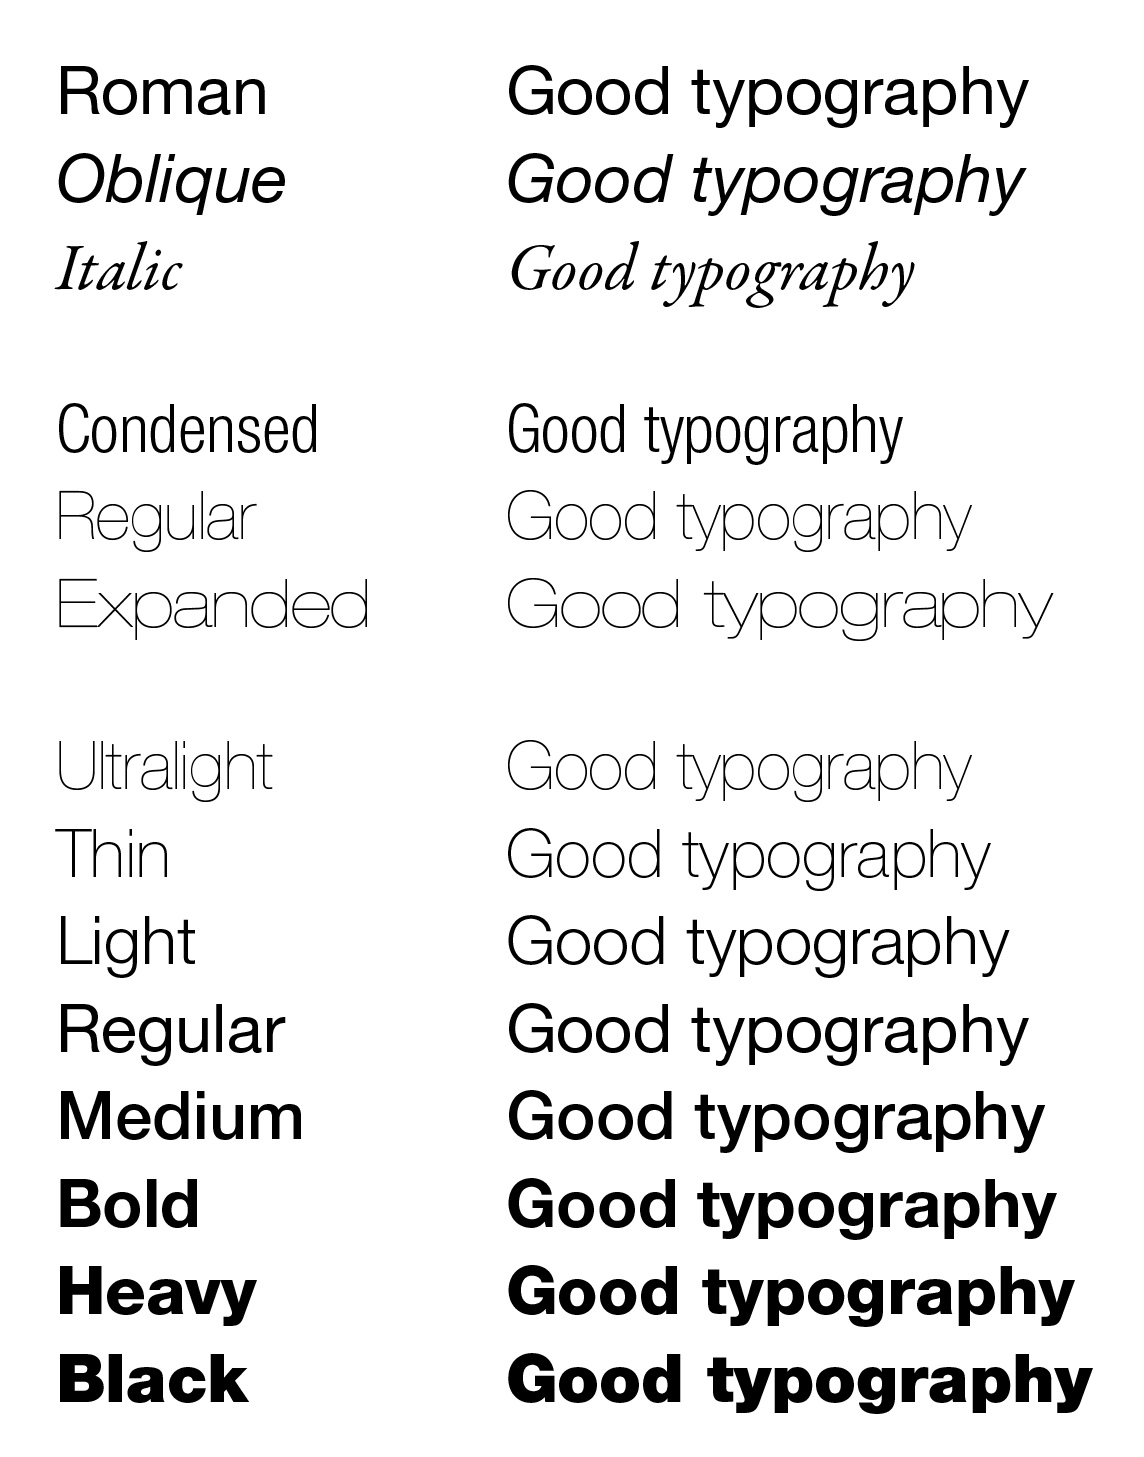 Roman Good typography
Oblique Good typography
Italic Good typography
Condensed Good typography
Regular Good typography
Expanded Good typography
Ultralight Good typography
Thin Good typography
Light Good typography
Regular Good typography
Medium Good typography
Bold Good typography
Heavy Good typography
Black Good typography